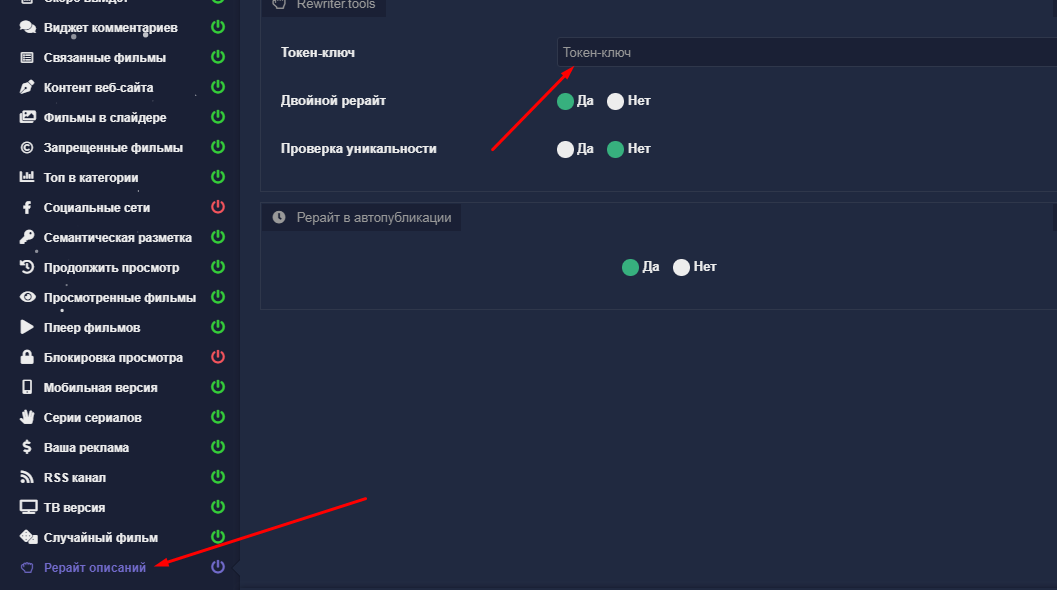 Скоро выйдет
Виджет комментариев
Связанные фильмы
Контент веб-сайта
Фильмы в слайдере
Запрещенные фильмы
Топ в категории
Социальные сети
Семантическая разметка
Продолжить просмотр
Просмотренные фильмы
Плеер фильмов
Блокировка просмотра
Мобильная версия
Серии сериалов
Ваша реклама
RSS канал
ТВ версия
Случайный фильм
Рерайт описаний
Rewriter.tools
Токен-ключ Токен-ключ
Двойной рерайт Да Нет
Проверка уникальности Да Нет
Рерайт в автопубликации
Да Нет